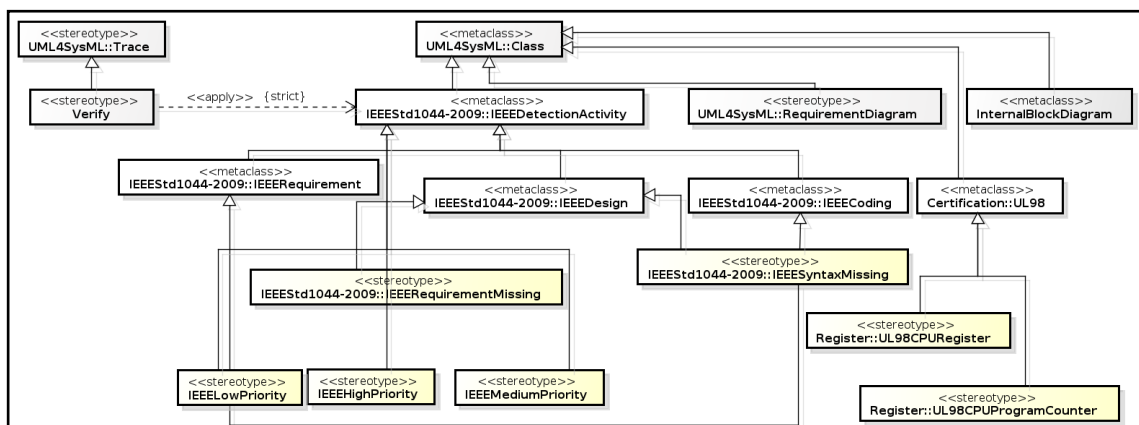 <<stereotype>>
UML4SysML::Trace
<<metaclass>>
UML4SysML::Class
<<stereotype>>
Verify
<<apply>> {strict}
<<metaclass>>
IEEEStd1044-2009::IEEEDetectionActivity
<<stereotype>>
UML4SysML::RequirementDiagram
<<metaclass>>
InternalBlockDiagram
<<metaclass>>
IEEEStd1044-2009::IEEERequirement
<<metaclass>>
IEEEStd1044-2009::IEEEDesign
<<metaclass>>
IEEEStd1044-2009::IEEECoding
<<metaclass>>
Certification::UL98
<<stereotype>>
IEEEStd1044-2009::IEEERequirementMissing
<<stereotype>>
IEEEStd1044-2009::IEEESyntaxMissing
<<stereotype>>
Register::UL98CPURegister
<<stereotype>>
IEEELowPriority
<<stereotype>>
IEEEHighPriority
<<stereotype>>
IEEEMediumPriority
<<stereotype>>
Register::UL98CPUProgramCounter